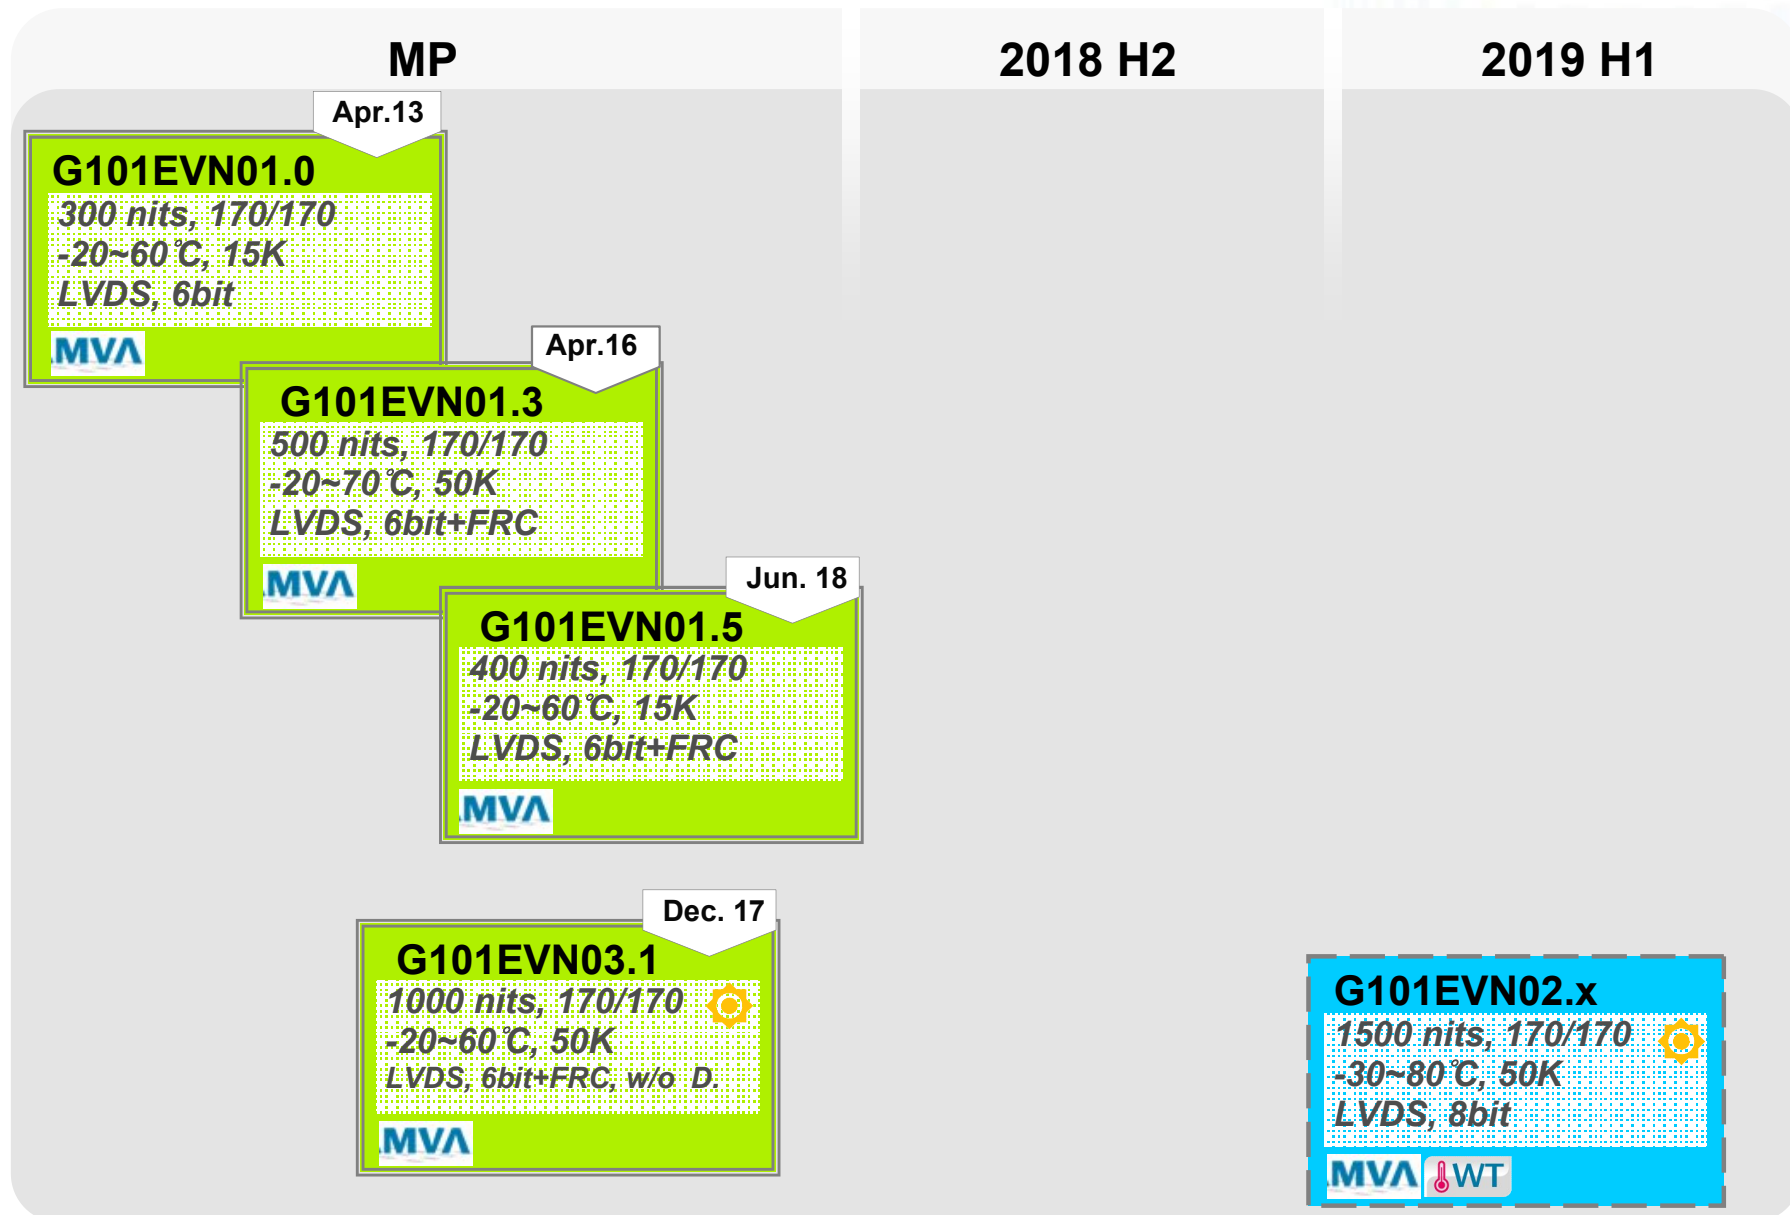 MP
2018 H2
2019 H1
Apr.13
G101EVN01.0
300 nits, 170/170
-20~60℃, 15K
LVDS, 6bit
MVA
Apr.16
G101EVN01.3
500 nits, 170/170
-20~70℃, 50K
LVDS, 6bit+FRC
MVA
Jun. 18
G101EVN01.5
400 nits, 170/170
-20~60℃, 15K
LVDS, 6bit+FRC
MVA
Dec. 17
G101EVN03.1
1000 nits, 170/170
-20~60℃, 50K
LVDS, 6bit+FRC, w/o D.
MVA
G101EVN02.x
1500 nits, 170/170
-30~80℃, 50K
LVDS, 8bit
MVA WT